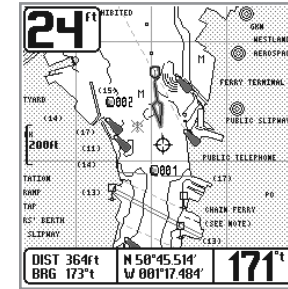 24ft
HIBITED
GKN
WESTLAND
AEROSPAC
M
M
FERRY TERMINAL
(15)
002
TYARD
(14)
(17)
PUBLIC SLIPWAY
200ft
(11)
(14)
PUBLIC TELEPHONE
001
TATION
(17)
RAMP
(13)
PO
TAP
CHAIN FERRY
RS' BERTH
(SEE NOTE)
SLIPWAY
(13)
DIST 364ft
BRG 173°t
N 50°45.514'
W 001°17.484'
171°t